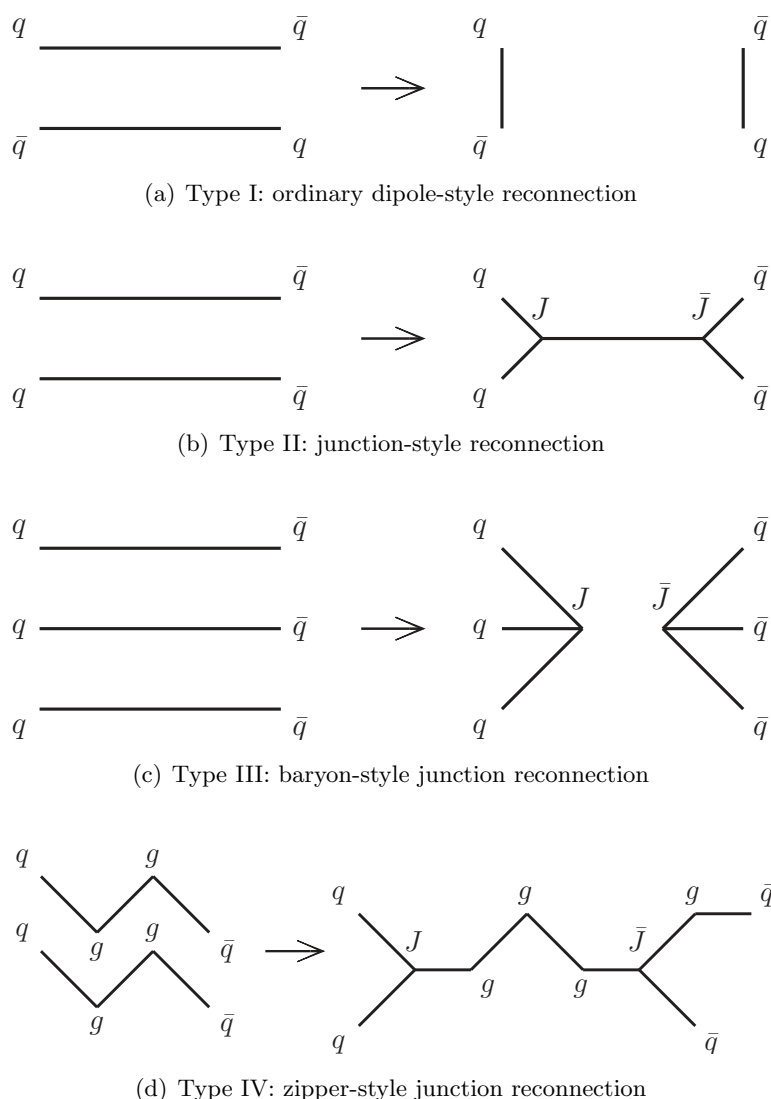 q q̄ q q̄
q̄ q q̄ q
(a) Type I: ordinary dipole-style reconnection
q q̄ q J J̄ q̄
q q̄ q q̄
(b) Type II: junction-style reconnection
q q̄ q q̄
q q̄ q J J̄ q̄
q q̄ q q̄
(c) Type III: baryon-style junction reconnection
q g q g g q̄
g g q̄ J J̄
g q̄ q g g q̄
(d) Type IV: zipper-style junction reconnection